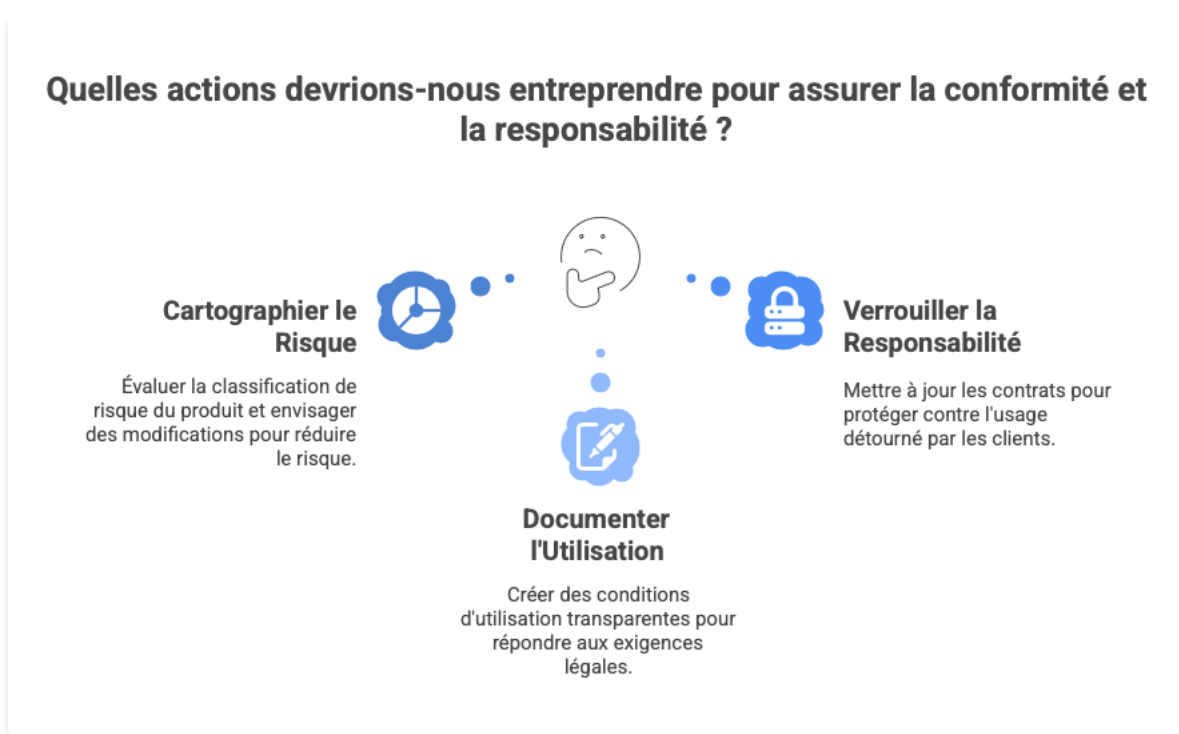 Quelles actions devrions-nous entreprendre pour assurer la conformité et
la responsabilité ?
Cartographier le
Risque
Évaluer la classification de
risque du produit et envisager
des modifications pour réduire
le risque.
Verrouiller la
Responsabilité
Mettre à jour les contrats pour
protéger contre l'usage
détourné par les clients.
Documenter
l'Utilisation
Créer des conditions
d'utilisation transparentes pour
répondre aux exigences
légales.